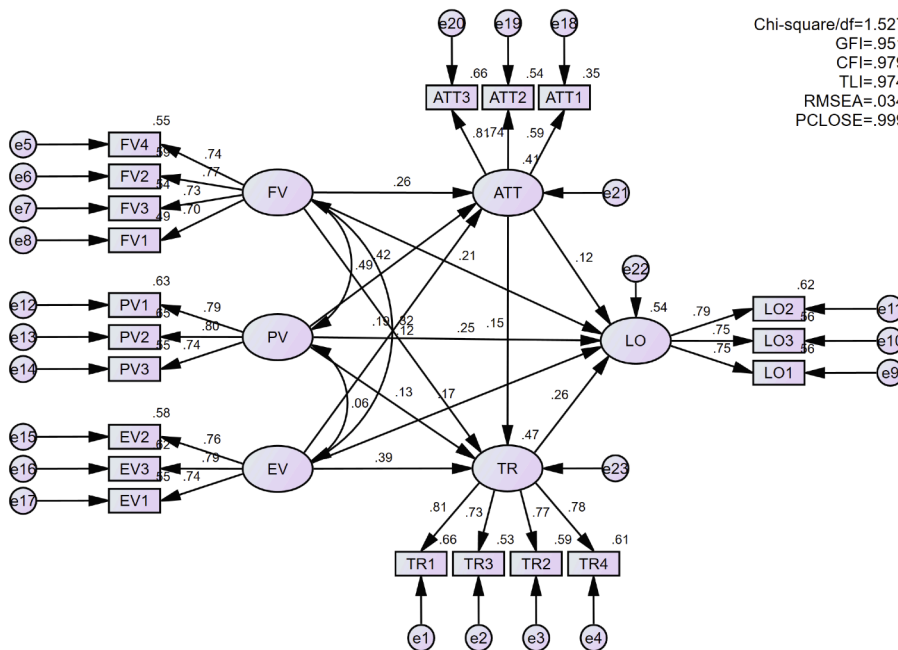 e20 e19 e18
Chi-square/df=1.527
GFI=.951
CFI=.979
TLI=.974
RMSEA=.034
PCLOSE=.999
.66 .54 .35
ATT3 ATT2 ATT1
.81 .74 .59
.41
e5 FV4 .55
e6 FV2 .59
e7 FV3 .54
e8 FV1 .49
.74
.77
.73
.70
FV .26 ATT e21
.49 .42 .21 .12
e22
.63
e12 PV1 .79
.65
e13 PV2 .80
.55
e14 PV3 .74
PV .19 .12 .25 .15 LO .54
.79 LO2 .62 e11
.75 LO3 .56 e10
.75 LO1 .56 e9
.06 .13 .17 .26
.58
e15 EV2 .76
.62
e16 EV3 .79
.55
e17 EV1 .74
EV .39 TR .47 e23
.81 .73 .77 .78
.66 .53 .59 .61
TR1 TR3 TR2 TR4
e1 e2 e3 e4